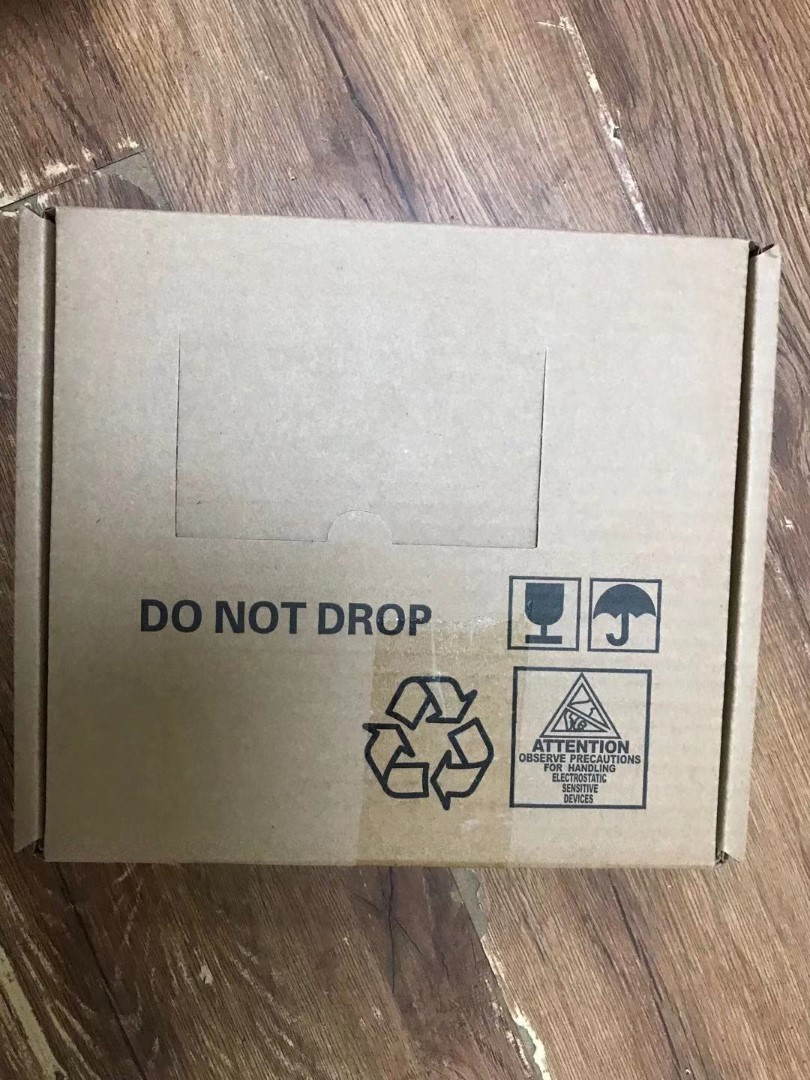 DO NOT DROP
ATTENTION
OBSERVE PRECAUTIONS
FOR HANDLING
ELECTROSTATIC
SENSITIVE
DEVICES